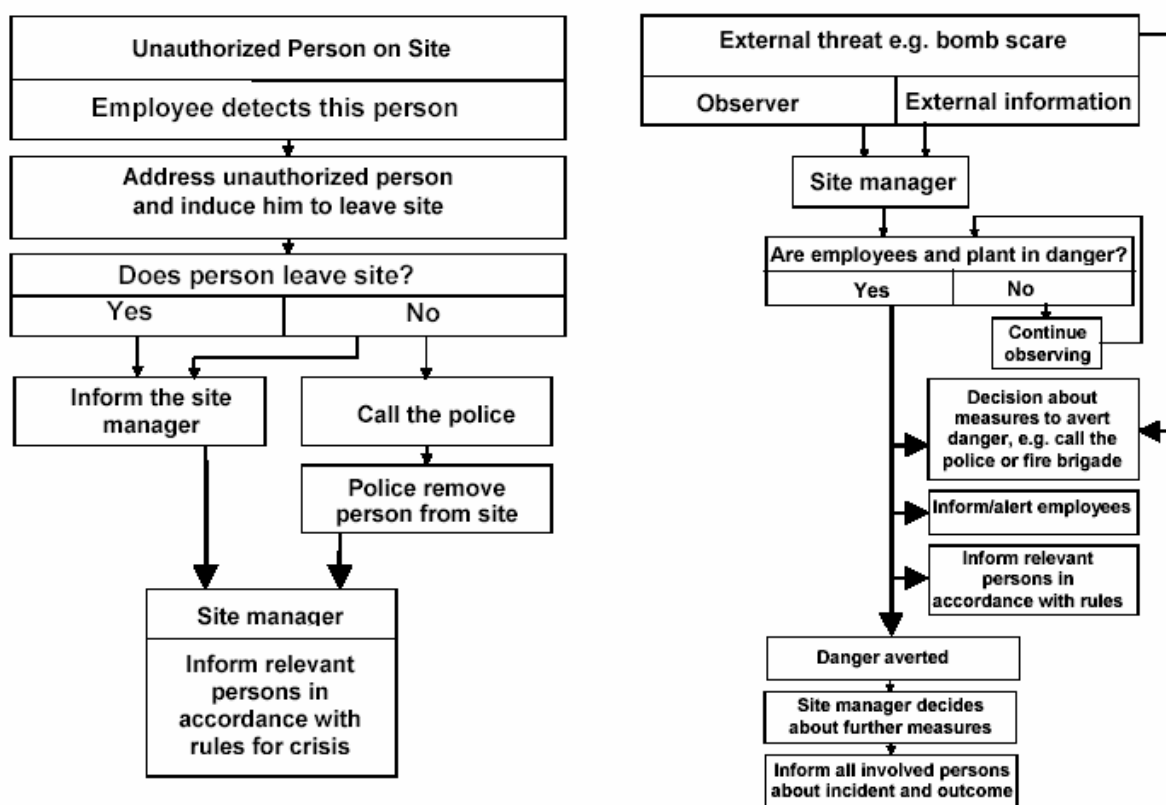 Unauthorized Person on Site
Employee detects this person
Address unauthorized person
and induce him to leave site
Does person leave site?
Yes
No
Inform the site
manager
Call the police
Police remove
person from site
Site manager
Inform relevant
persons in
accordance with
rules for crisis
External threat e.g. bomb scare
Observer
External information
Site manager
Are employees and plant in danger?
Yes
No
Continue
observing
Decision about
measures to avert
danger, e.g. call the
police or fire brigade
Inform/alert employees
Inform relevant
persons in
accordance with rules
Danger averted
Site manager decides
about further measures
Inform all involved persons
about incident and outcome